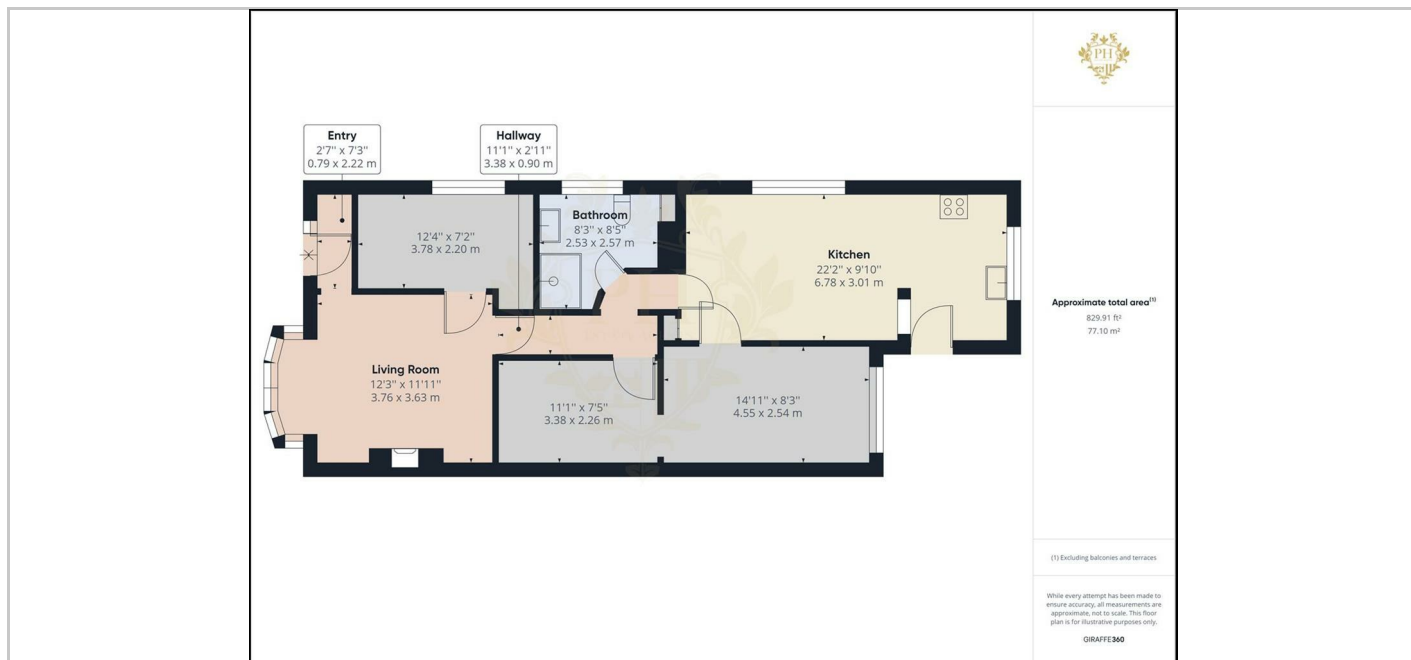 PH
Entry
2'7" x 7'3"
0.79 x 2.22 m
Hallway
11'1" x 2'11"
3.38 x 0.90 m
12'4" x 7'2"
3.78 x 2.20 m
Bathroom
8'3" x 8'5"
2.53 x 2.57 m
Kitchen
22'2" x 9'10"
6.78 x 3.01 m
Living Room
12'3" x 11'11"
3.76 x 3.63 m
11'1" x 7'5"
3.38 x 2.26 m
14'11" x 8'3"
4.55 x 2.54 m
Approximate total area(1)
829.91 ft²
77.10 m²
(1) Excluding balconies and terraces
While every attempt has been made to
ensure accuracy, all measurements are
approximate, not to scale. This floor
plan is for illustrative purposes only.
GIRAFFE360